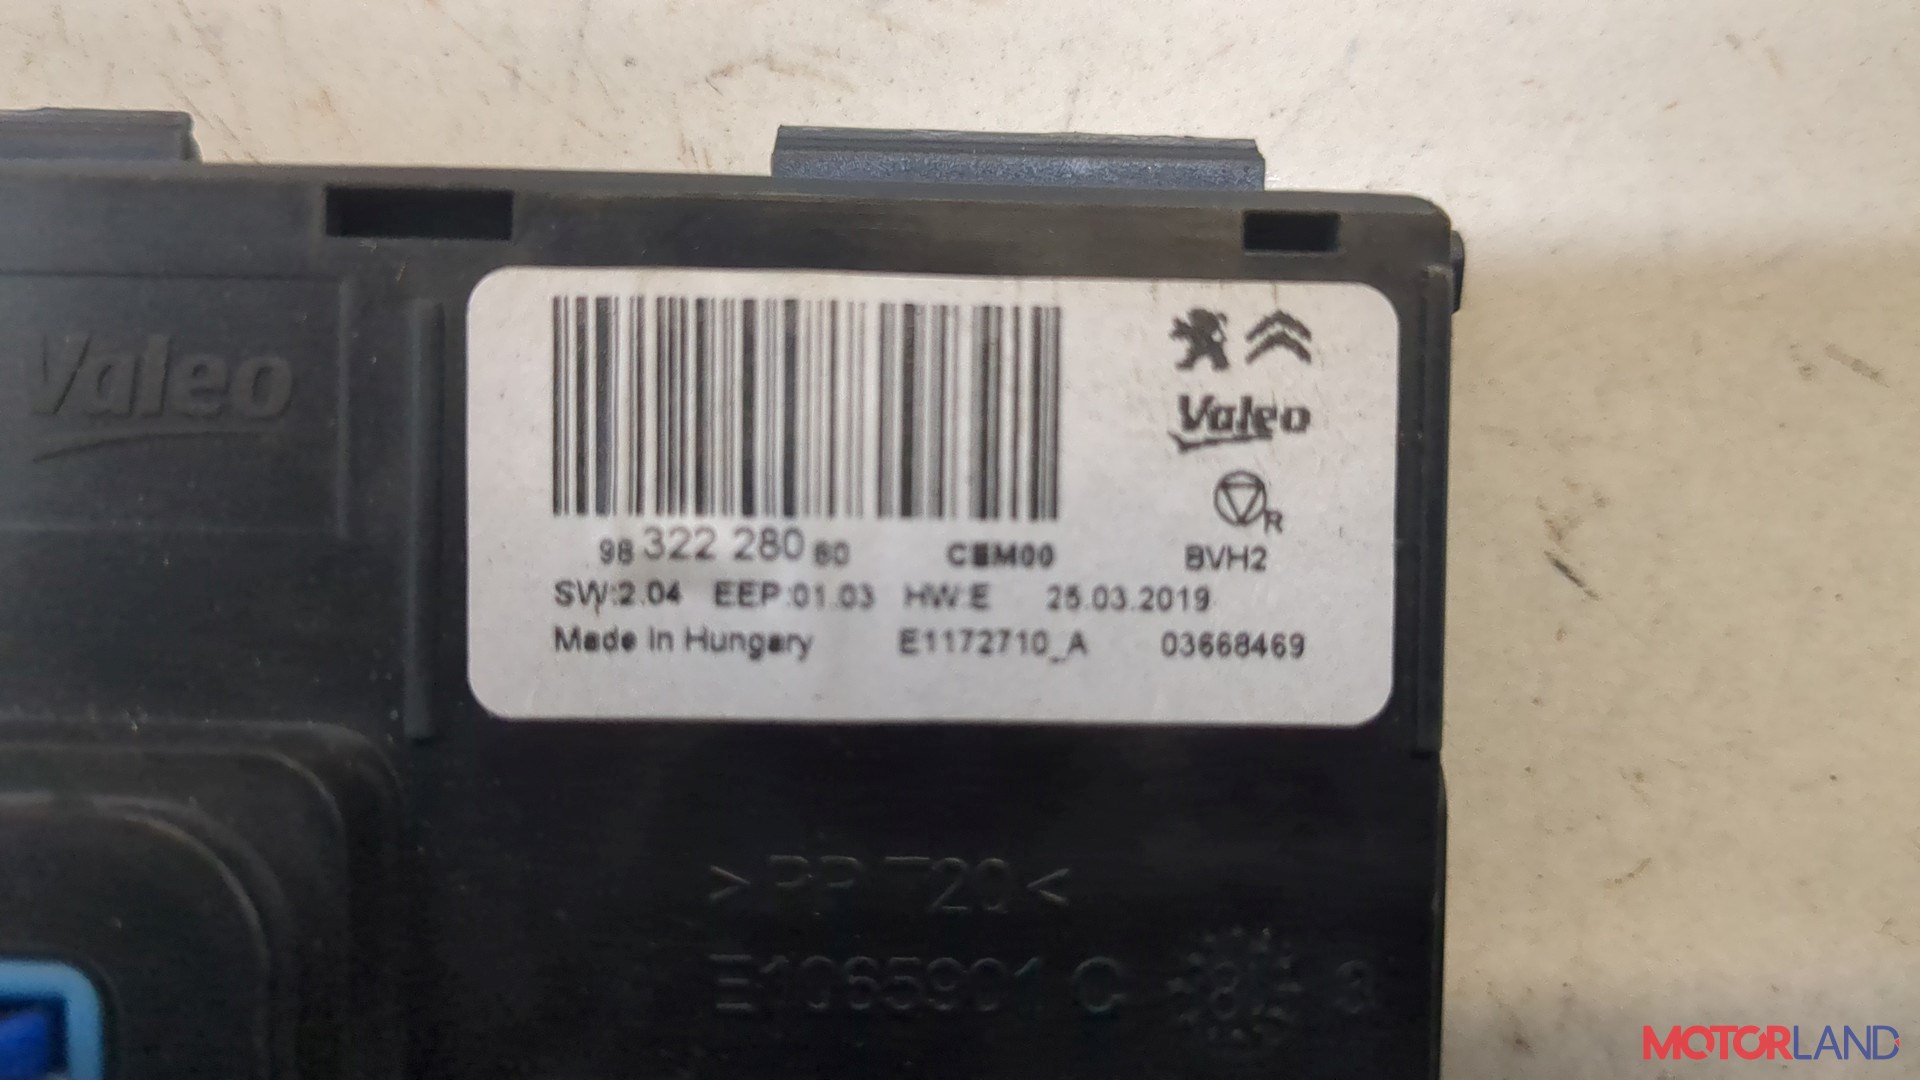 Valeo
Valeo
R
98 322 280 80 CEM00 BVH2
SW:2.04 EEP:01.03 HW:E 25.03.2019
Made In Hungary E1172710_A 03668469
>PP T20<
E1065901 C 3
MOTORLAND